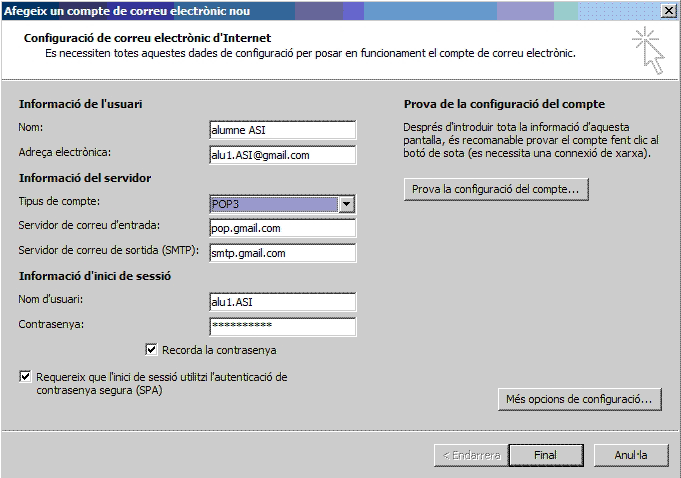 Afegeix un compte de correu electrònic nou
Configuració de correu electrònic d'Internet
Es necessiten totes aquestes dades de configuració per posar en funcionament el compte de correu electrònic.
Informació de l'usuari
Nom:
alumne ASI
Adreça electrònica:
alu1.ASI@gmail.com
Informació del servidor
Tipus de compte:
POP3
Servidor de correu d'entrada:
pop.gmail.com
Servidor de correu de sortida (SMTP):
smtp.gmail.com
Informació d'inici de sessió
Nom d'usuari:
alu1.ASI
Contrasenya:
**********
Recorda la contrasenya
Requereix que l'inici de sessió utilitzi l'autenticació de
contrasenya segura (SPA)
Prova de la configuració del compte
Després d'introduir tota la informació d'aquesta
pantalla, és recomanable provar el compte fent clic al
botó de sota (es necessita una connexió de xarxa).
Prova la configuració del compte...
Més opcions de configuració...
< Endarrera
Final
Anul·la